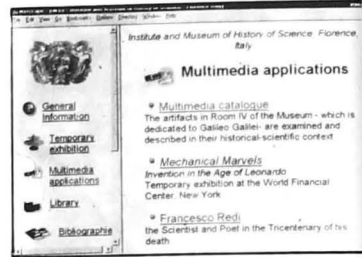 Institute and Museum of History of Science, Florence,
Italy
Multimedia applications
General
Information
Temporary
exhibition
Multimedia
applications
Library
Bibliographie
Multimedia catalogue
The artifacts in Room IV of the Museum - which is
dedicated to Galileo Galilei- are examined and
described in their historical-scientific context
Mechanical Marvels
Invention in the Age of Leonardo
Temporary exhibition at the World Financial
Center, New York
Francesco Redi
the Scientist and Poet in the Tricentenary of his
death